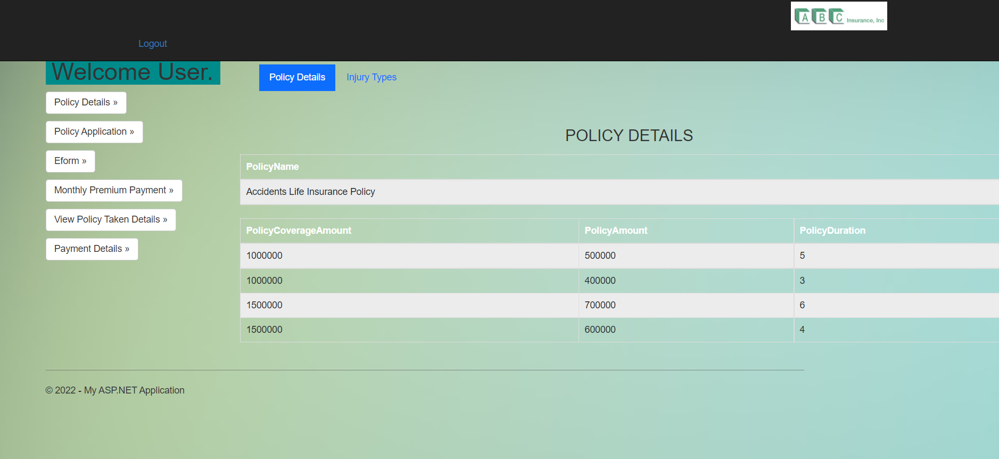 A B C Insurance, Inc
Logout
Welcome User.
Policy Details »
Policy Application »
Eform »
Monthly Premium Payment »
View Policy Taken Details »
Payment Details »
Policy Details Injury Types
POLICY DETAILS
PolicyName
Accidents Life Insurance Policy
PolicyCoverageAmount PolicyAmount PolicyDuration
1000000 500000 5
1000000 400000 3
1500000 700000 6
1500000 600000 4
© 2022 - My ASP.NET Application